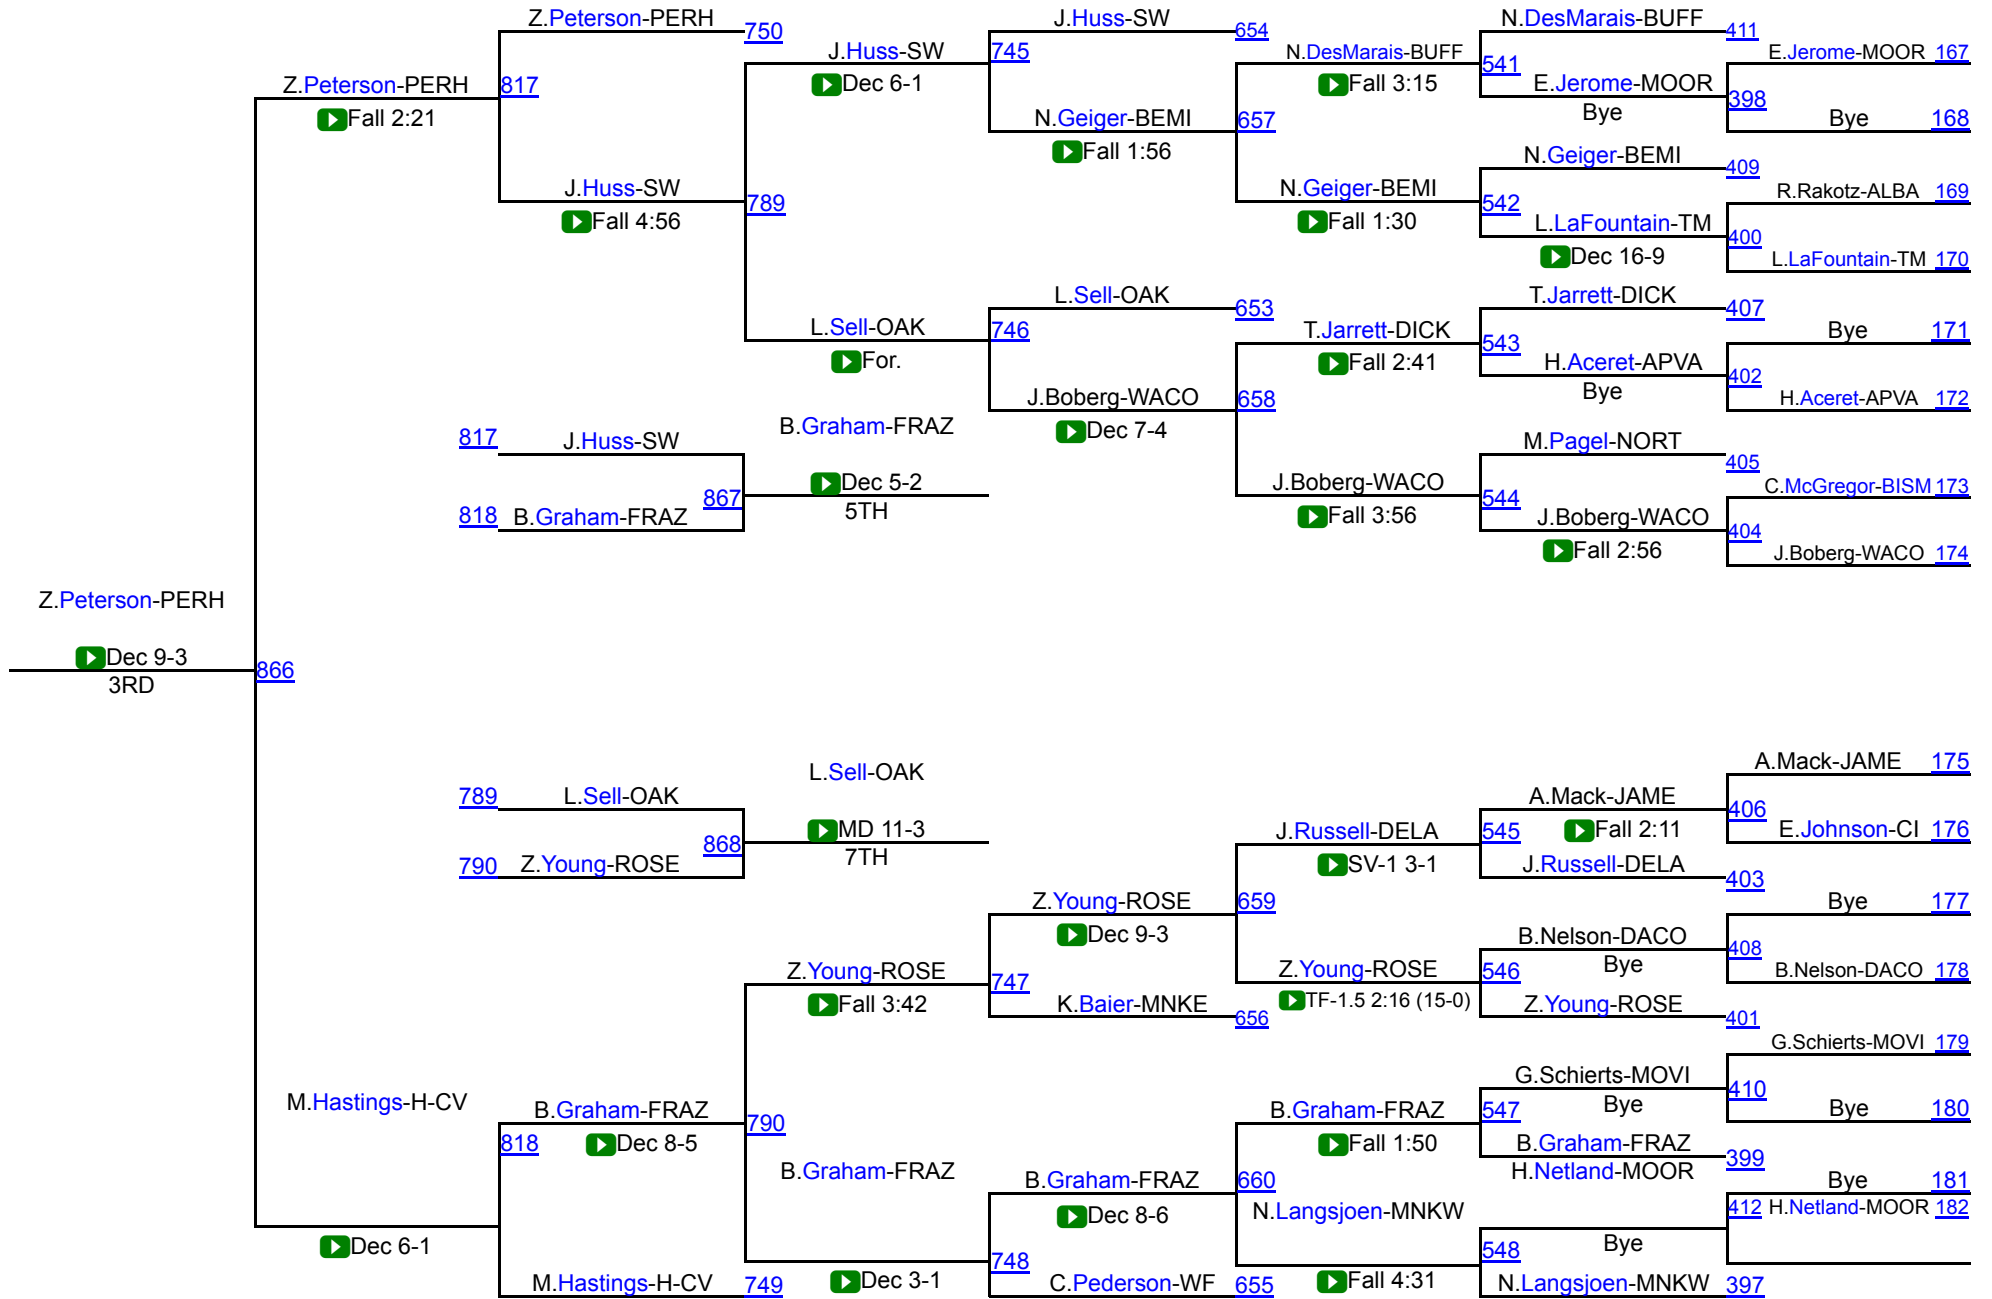 Z.Peterson-PERH
750
J.Huss-SW
654
N.DesMarais-BUFF
411
E.Jerome-MOOR 167
J.Huss-SW
745
N.DesMarais-BUFF
541
Z.Peterson-PERH
817
Dec 6-1
Fall 3:15
E.Jerome-MOOR
398
Fall 2:21
N.Geiger-BEMI
657
Bye
Bye 168
Fall 1:56
N.Geiger-BEMI
409
J.Huss-SW
789
N.Geiger-BEMI
542
R.Rakotz-ALBA 169
Fall 4:56
Fall 1:30
L.LaFountain-TM
400
Dec 16-9
L.LaFountain-TM 170
L.Sell-OAK
653
T.Jarrett-DICK
407
L.Sell-OAK
746
T.Jarrett-DICK
543
Bye 171
For.
Fall 2:41
H.Aceret-APVA
402
J.Boberg-WACO
658
Bye
H.Aceret-APVA 172
817 J.Huss-SW
B.Graham-FRAZ
Dec 7-4
M.Pagel-NORT
405
867
Dec 5-2
J.Boberg-WACO
544
C.McGregor-BISM 173
818 B.Graham-FRAZ
5TH
Fall 3:56
J.Boberg-WACO
404
Fall 2:56
J.Boberg-WACO 174
Z.Peterson-PERH
Dec 9-3
866
3RD
L.Sell-OAK
A.Mack-JAME 175
789 L.Sell-OAK
A.Mack-JAME
406
868
MD 11-3
J.Russell-DELA
545
Fall 2:11
E.Johnson-CI 176
790 Z.Young-ROSE
7TH
SV-1 3-1
J.Russell-DELA
403
Z.Young-ROSE
659
Bye 177
Dec 9-3
B.Nelson-DACO
408
Z.Young-ROSE
747
Z.Young-ROSE
546
Bye
B.Nelson-DACO 178
Fall 3:42
K.Baier-MNKE
656
TF-1.5 2:16 (15-0)
Z.Young-ROSE
401
G.Schierts-MOVI 179
G.Schierts-MOVI
410
M.Hastings-H-CV
B.Graham-FRAZ
790
B.Graham-FRAZ
547
Bye
Bye 180
818
Dec 8-5
Fall 1:50
B.Graham-FRAZ
399
B.Graham-FRAZ
B.Graham-FRAZ
660
H.Netland-MOOR
Bye 181
Dec 8-6
N.Langsjoen-MNKW
412 H.Netland-MOOR 182
Dec 6-1
748
548
Bye
M.Hastings-H-CV 749
Dec 3-1
C.Pederson-WF 655
Fall 4:31
N.Langsjoen-MNKW 397